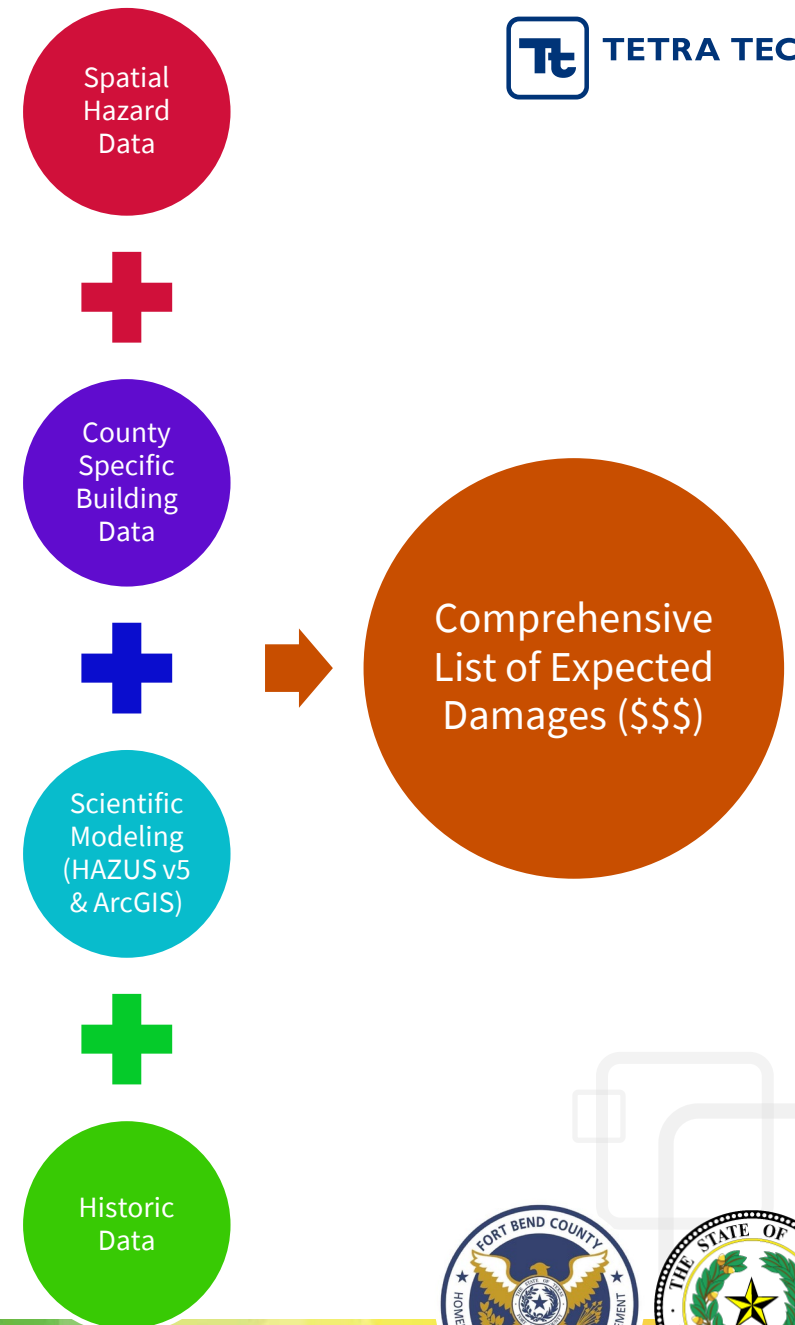 Tt TETRA TEC
Spatial
Hazard
Data
County
Specific
Building
Data
Comprehensive
List of Expected
Damages ($$$)
Scientific
Modeling
(HAZUS v5
& ArcGIS)
Historic
Data
FORT BEND COUNTY
THE STATE OF